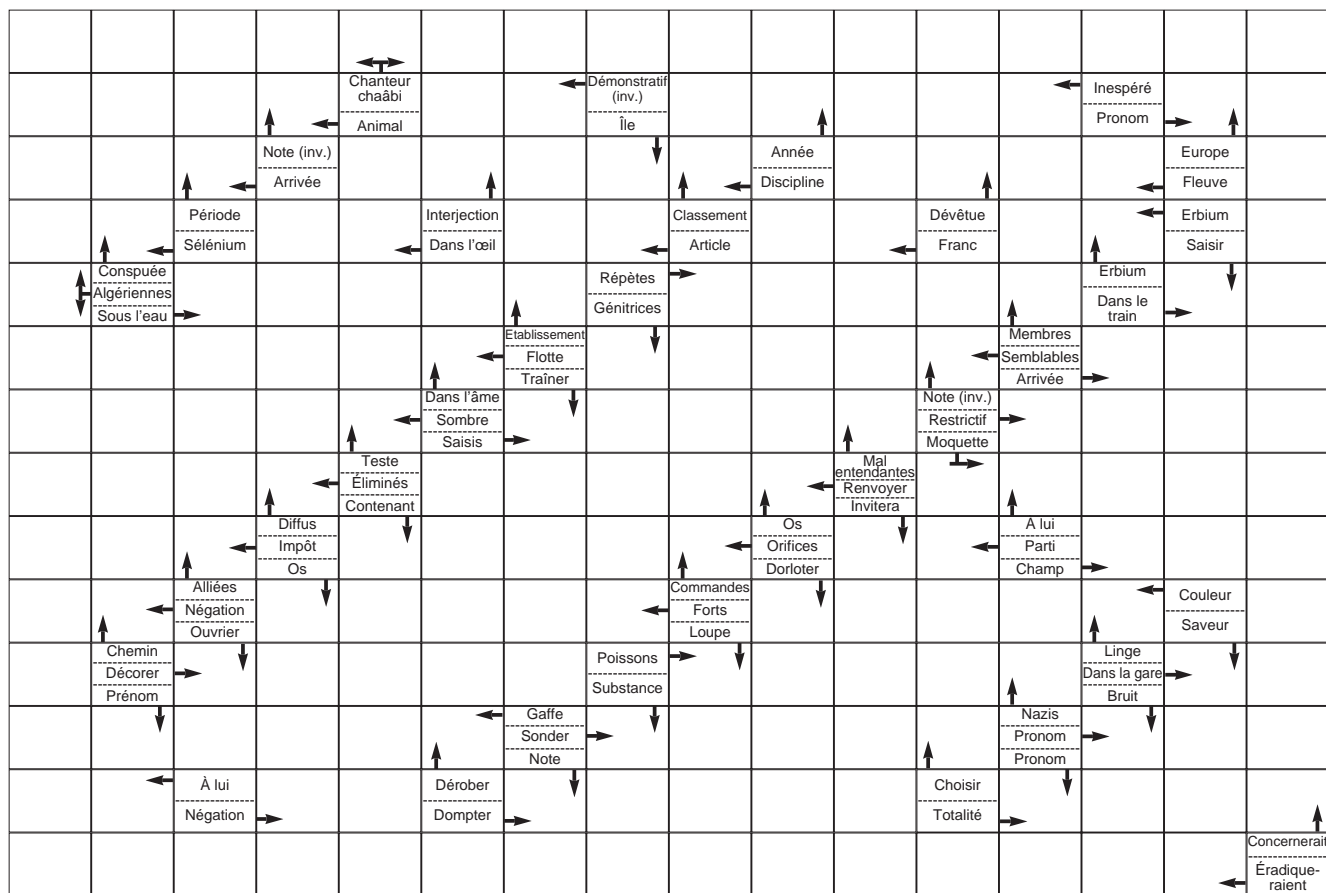 Chanteur
chaâbi
Animal
Démonstratif
(inv.)
Île
Inespéré
Pronom
Note (inv.)
Arrivée
Année
Discipline
Europe
Fleuve
Période
Sélénium
Interjection
Dans l'œil
Classement
Article
Dévêtue
Franc
Erbium
Saisir
Conspuée
Algériennes
Sous l'eau
Répètes
Génitrices
Erbium
Dans le
train
Etablissement
Flotte
Traîner
Membres
Semblables
Arrivée
Dans l'âme
Sombre
Saisis
Note (inv.)
Restrictif
Moquette
Teste
Éliminés
Contenant
Mal
entendantes
Renvoyer
Invitera
Diffus
Impôt
Os
Os
Orifices
Dorloter
A lui
Parti
Champ
Alliées
Négation
Ouvrier
Commandes
Forts
Loupe
Couleur
Saveur
Chemin
Décorer
Prénom
Poissons
Substance
Linge
Dans la gare
Bruit
Gaffe
Sonder
Note
Nazis
Pronom
Pronom
À lui
Négation
Dérober
Dompter
Choisir
Totalité
Concernerait
Éradique-
raient